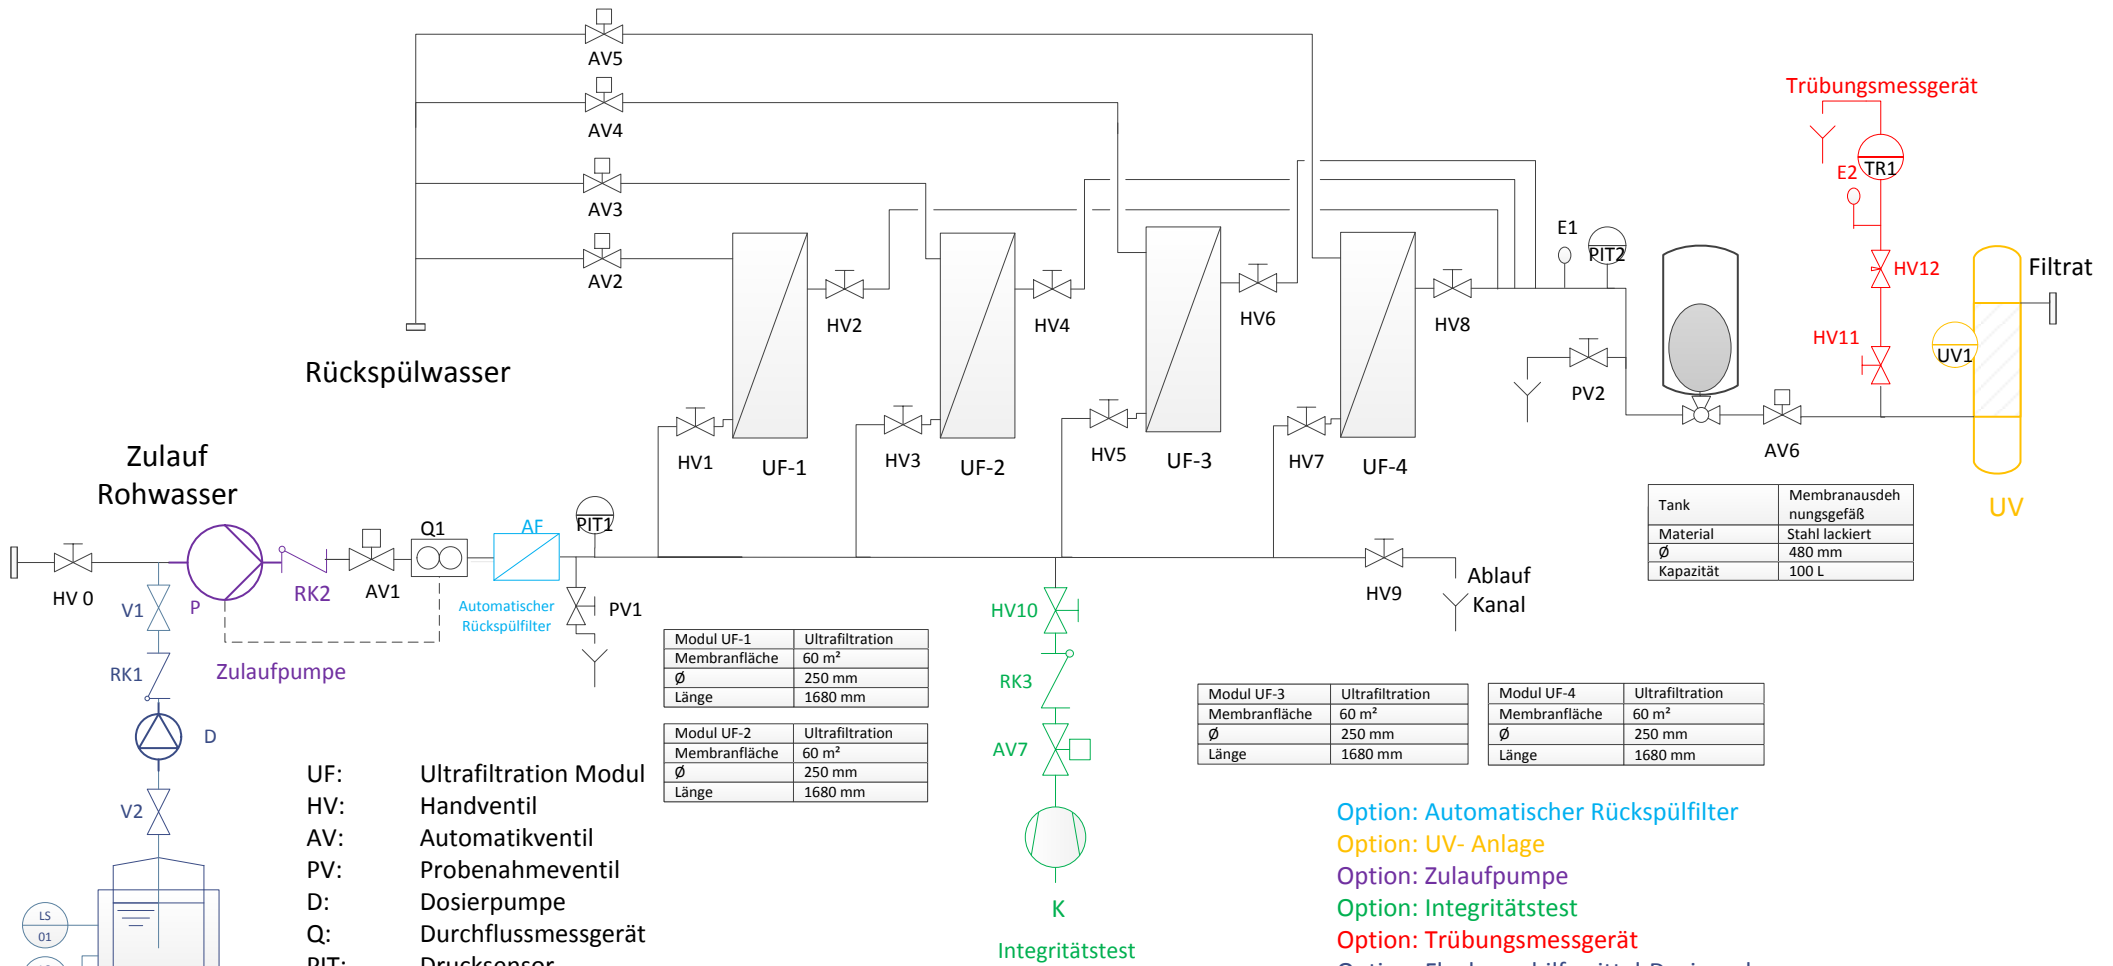 AV5
AV4
AV3
AV2
Rückspülwasser
Trübungsmessgerät
TR1
E2
HV12
HV11
UV1
Filtrat
UV
E1
PIT2
PV2
AV6
HV2
HV4
HV6
HV8
HV1
UF-1
HV3
UF-2
HV5
UF-3
HV7
UF-4
Zulauf
Rohwasser
HV 0
V1
P
RK2
AV1
Q1
AF
Automatischer
Rückspülfilter
PIT1
PV1
Zulaufpumpe
RK1
D
V2
LS
01
HV10
RK3
AV7
K
Integritätstest
HV9
Ablauf
Kanal
Tank Membranausdeh
nungsgefäß
Material Stahl lackiert
Ø 480 mm
Kapazität 100 L
Modul UF-1 Ultrafiltration
Membranfläche 60 m²
Ø 250 mm
Länge 1680 mm
Modul UF-2 Ultrafiltration
Membranfläche 60 m²
Ø 250 mm
Länge 1680 mm
Modul UF-3 Ultrafiltration
Membranfläche 60 m²
Ø 250 mm
Länge 1680 mm
Modul UF-4 Ultrafiltration
Membranfläche 60 m²
Ø 250 mm
Länge 1680 mm
UF: Ultrafiltration Modul
HV: Handventil
AV: Automatikventil
PV: Probenahmeventil
D: Dosierpumpe
Q: Durchflussmessgerät
PIT: Drucksensor
Option: Automatischer Rückspülfilter
Option: UV- Anlage
Option: Zulaufpumpe
Option: Integritätstest
Option: Trübungsmessgerät